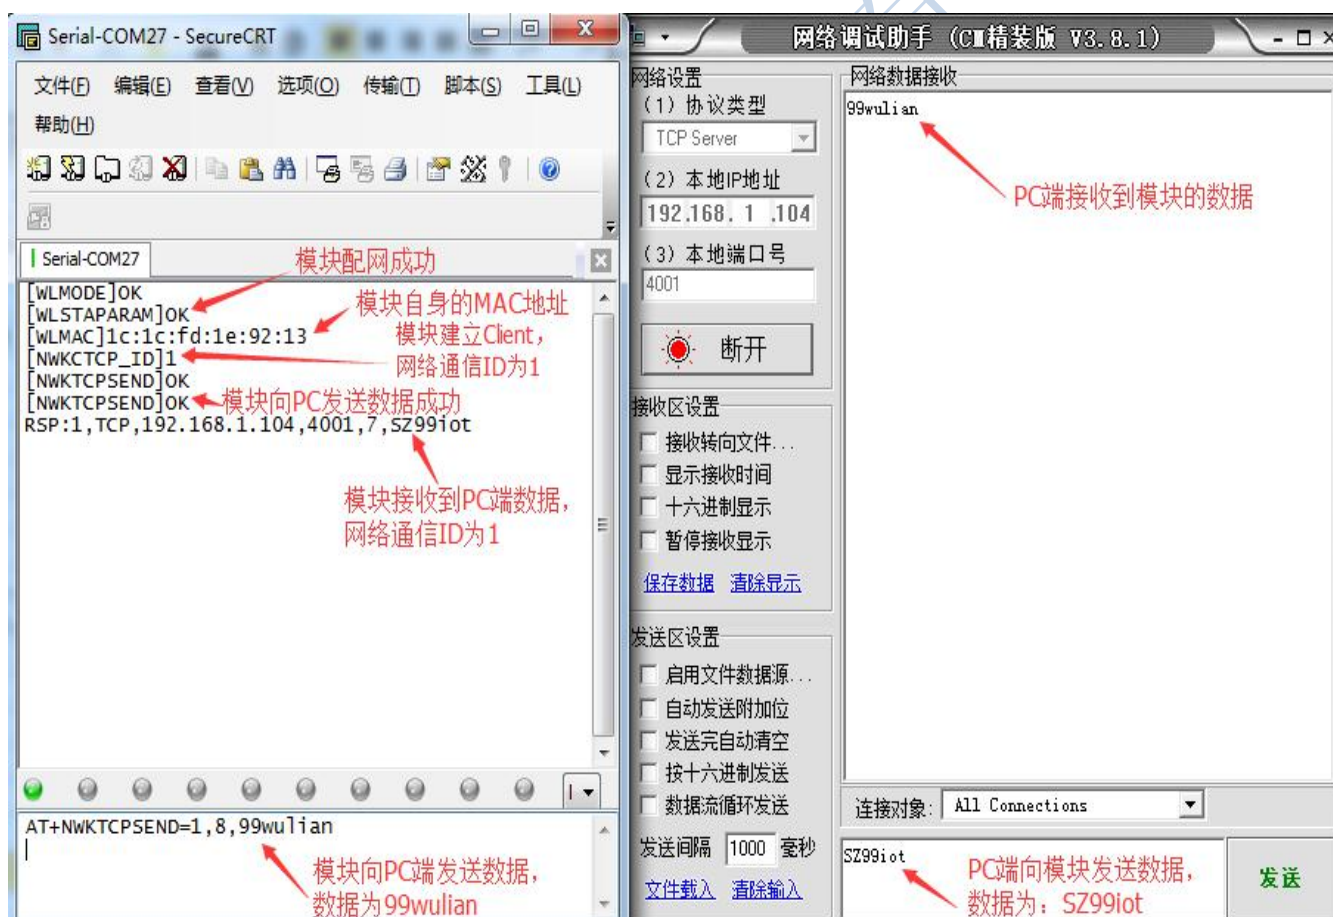 Serial-COM27 - SecureCRT
文件(F) 编辑(E) 查看(V) 选项(O) 传输(T) 脚本(S) 工具(L)
帮助(H)
Serial-COM27
模块配网成功
[WLMODE]OK
[WLSTAPARAM]OK
模块自身的MAC地址
[WLMAC]1c:1c:fd:1e:92:13
模块建立Client，
网络通信ID为1
[NWKCTCP_ID]1
[NWKTCPSEND]OK
[NWKTCPSEND]OK
模块向PC发送数据成功
RSP:1,TCP,192.168.1.104,4001,7,SZ99iot
模块接收到PC端数据，
网络通信ID为1
AT+NWKTCPSEND=1,8,99wulian
模块向PC端发送数据，
数据为99wulian
网络调试助手 (CⅢ精装版 V3.8.1)
网络设置
(1) 协议类型
TCP Server
(2) 本地IP地址
192.168. 1 .104
(3) 本地端口号
4001
断开
接收区设置
接收转向文件...
显示接收时间
十六进制显示
暂停接收显示
保存数据 清除显示
发送区设置
启用文件数据源...
自动发送附加位
发送完自动清空
按十六进制发送
数据流循环发送
发送间隔 1000 毫秒
文件载入 清除输入
网络数据接收
99wulian
PC端接收到模块的数据
连接对象: All Connections
SZ99iot
PC端向模块发送数据，
数据为：SZ99iot
发送